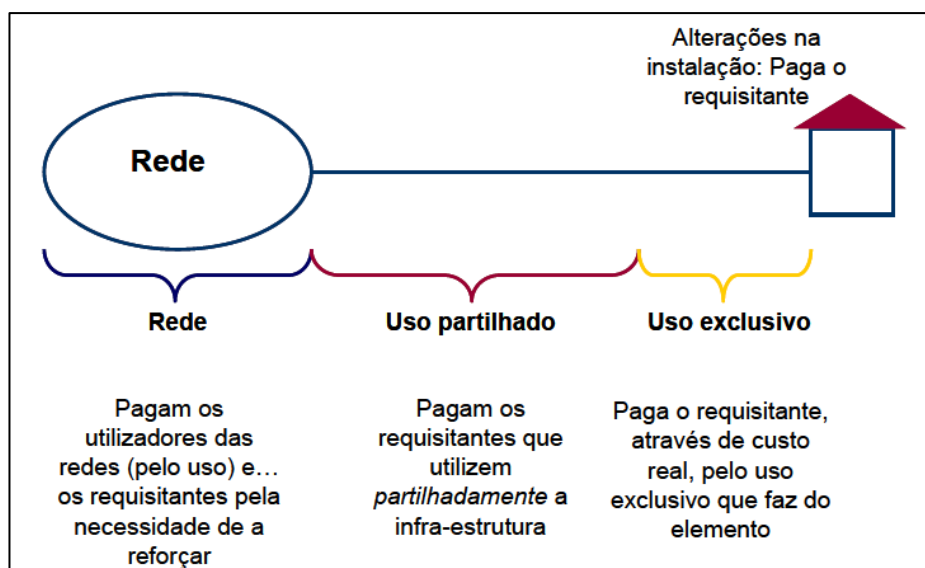 Alterações na
instalação: Paga o
requisitante
Rede
Rede
Uso partilhado
Uso exclusivo
Pagam os
utilizadores das
redes (pelo uso) e…
os requisitantes pela
necessidade de a
reforçar
Pagam os
requisitantes que
utilizem
partilhadamente a
infra-estrutura
Paga o requisitante,
através de custo
real, pelo uso
exclusivo que faz do
elemento